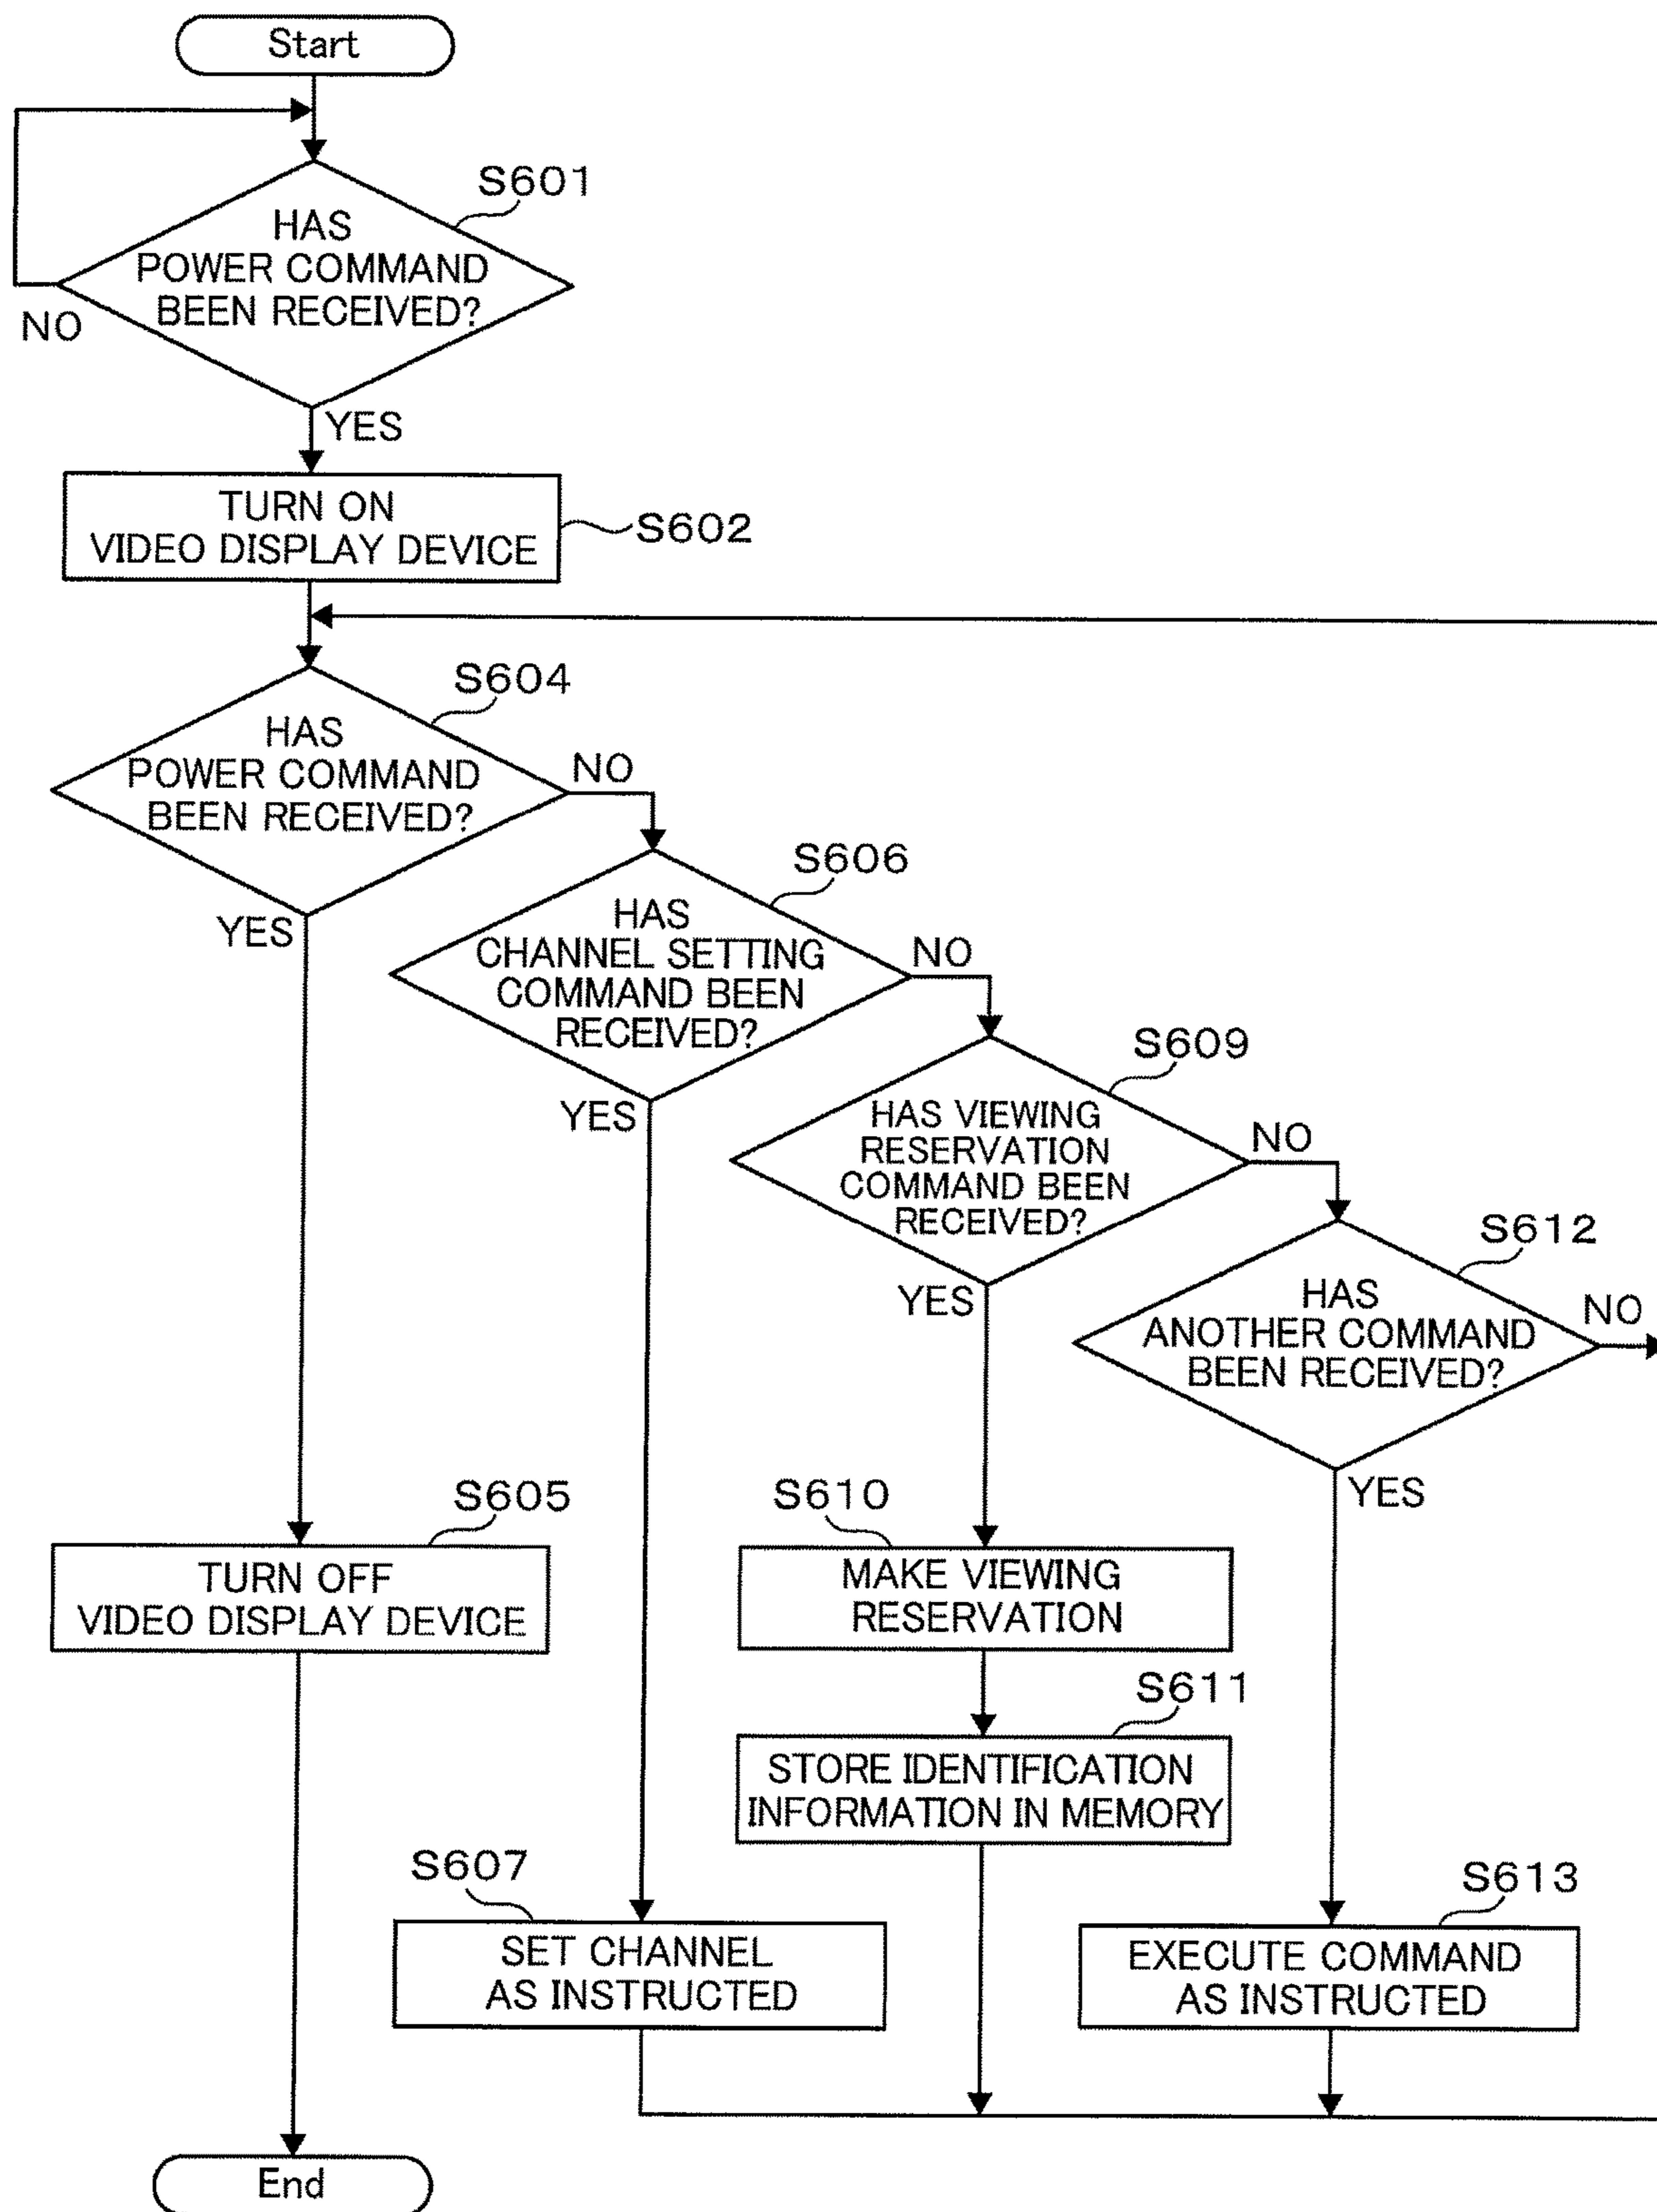 Start
S601
HAS
POWER COMMAND
BEEN RECEIVED?
NO
YES
TURN ON
VIDEO DISPLAY DEVICE
S602
S604
HAS
POWER COMMAND
BEEN RECEIVED?
NO
YES
S606
HAS
CHANNEL SETTING
COMMAND BEEN
RECEIVED?
NO
YES
S609
HAS VIEWING
RESERVATION
COMMAND BEEN
RECEIVED?
NO
YES
S612
HAS
ANOTHER COMMAND
BEEN RECEIVED?
NO
YES
S605
TURN OFF
VIDEO DISPLAY DEVICE
S610
MAKE VIEWING
RESERVATION
S611
STORE IDENTIFICATION
INFORMATION IN MEMORY
S607
SET CHANNEL
AS INSTRUCTED
S613
EXECUTE COMMAND
AS INSTRUCTED
End